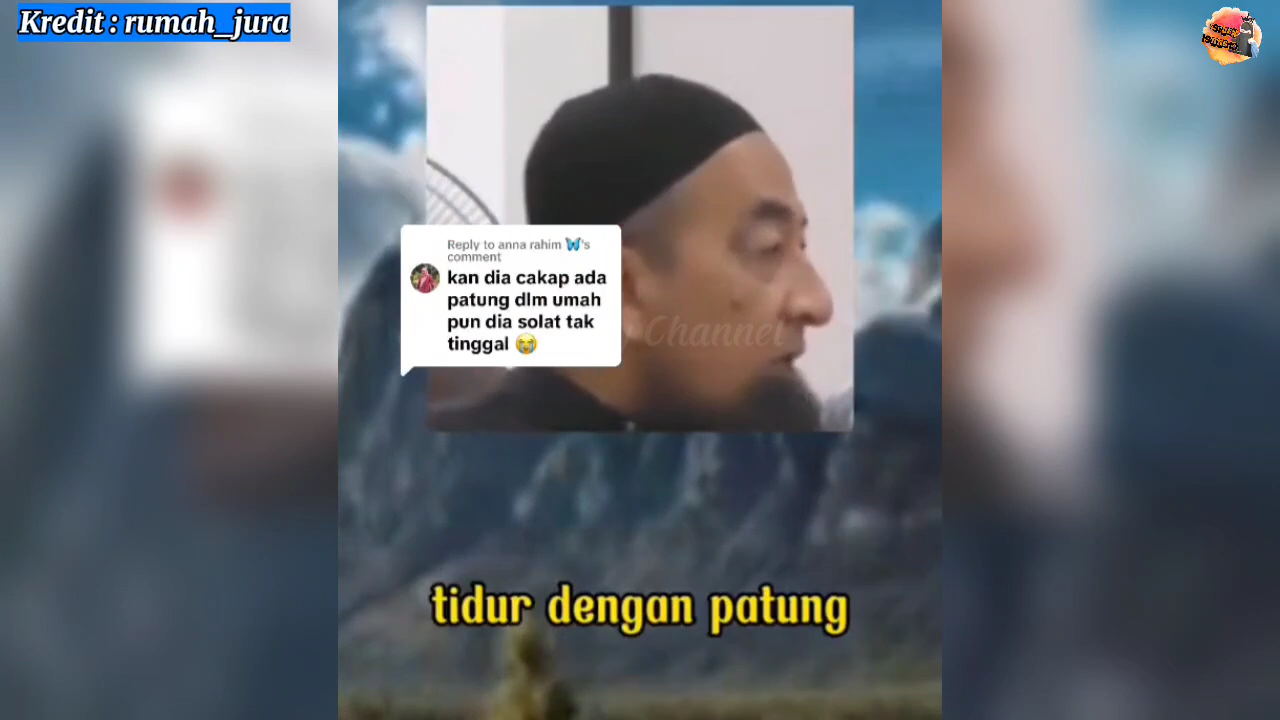 Kredit : rumah_jura
Reply to anna rahim 🦋's
comment
kan dia cakap ada
patung dlm umah
pun dia solat tak
tinggal 😭
Channel
tidur dengan patung